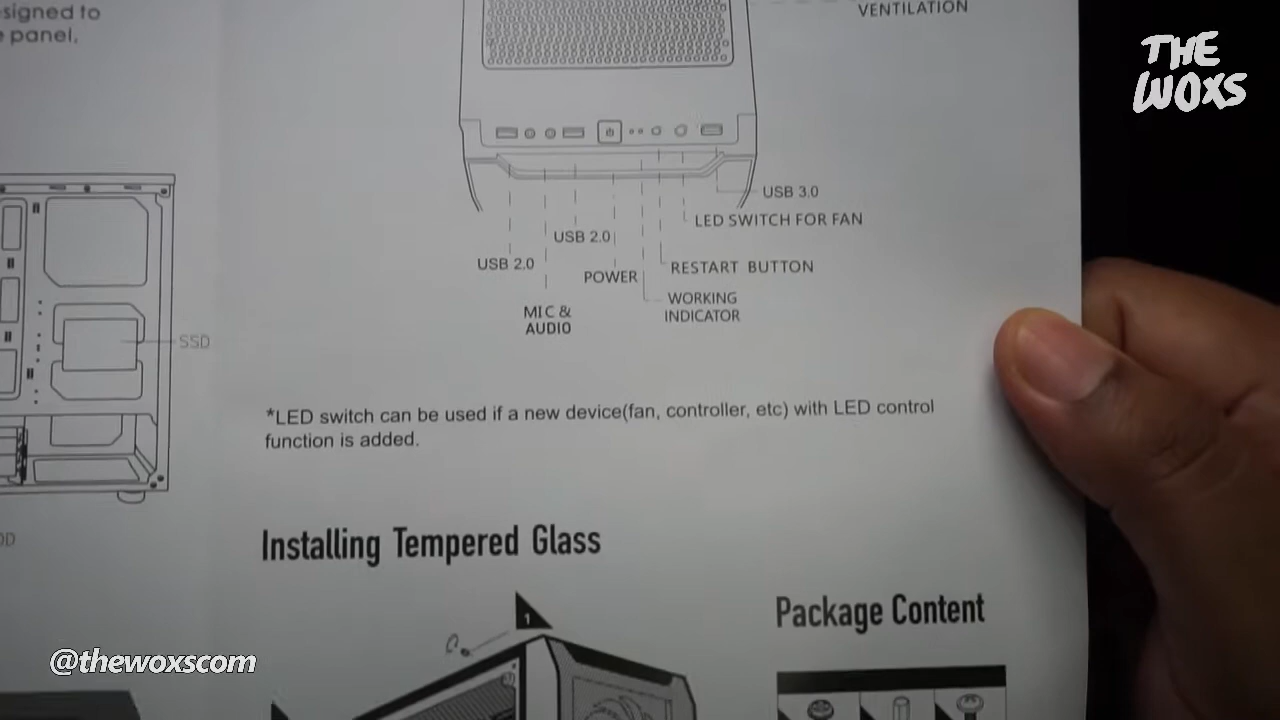 signed to
panel,
VENTILATION
THE
WOXS
USB 3.0
LED SWITCH FOR FAN
USB 2.0
USB 2.0
RESTART BUTTON
POWER
WORKING
INDICATOR
MIC &
AUDIO
SSD
*LED switch can be used if a new device(fan, controller, etc) with LED control
function is added.
Installing Tempered Glass
1
Package Content
@thewoxscom